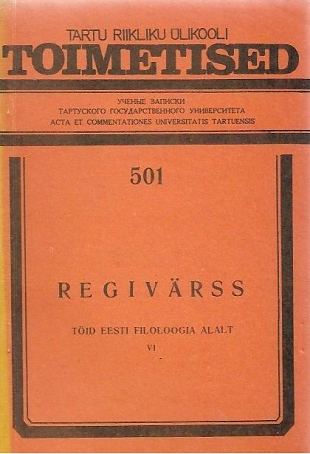 TARTU RIIKLIKU ÜLIKOOLI
TOIMETISED
УЧЕНЫЕ ЗАПИСКИ
ТАРТУСКОГО ГОСУДАРСТВЕННОГО УНИВЕРСИТЕТА
ACTA ET COMMENTATIONES UNIVERSITATIS TARTUENSIS
501
REGIVÄRSS
TÖID EESTI FILOLOOGIA ALALT
VI